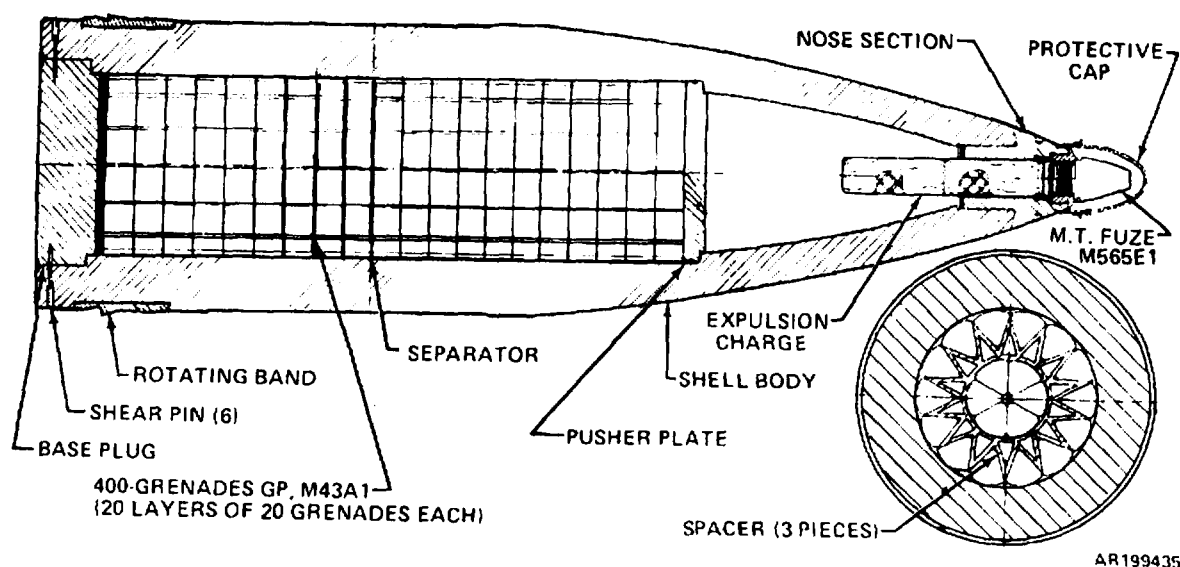 NOSE SECTION
PROTECTIVE
CAP
M.T. FUZE
M565E1
EXPULSION
CHARGE
SEPARATOR
SHELL BODY
ROTATING BAND
SHEAR PIN (6)
PUSHER PLATE
BASE PLUG
400-GRENADES GP, M43A1
(20 LAYERS OF 20 GRENADES EACH)
SPACER (3 PIECES)
AR199435